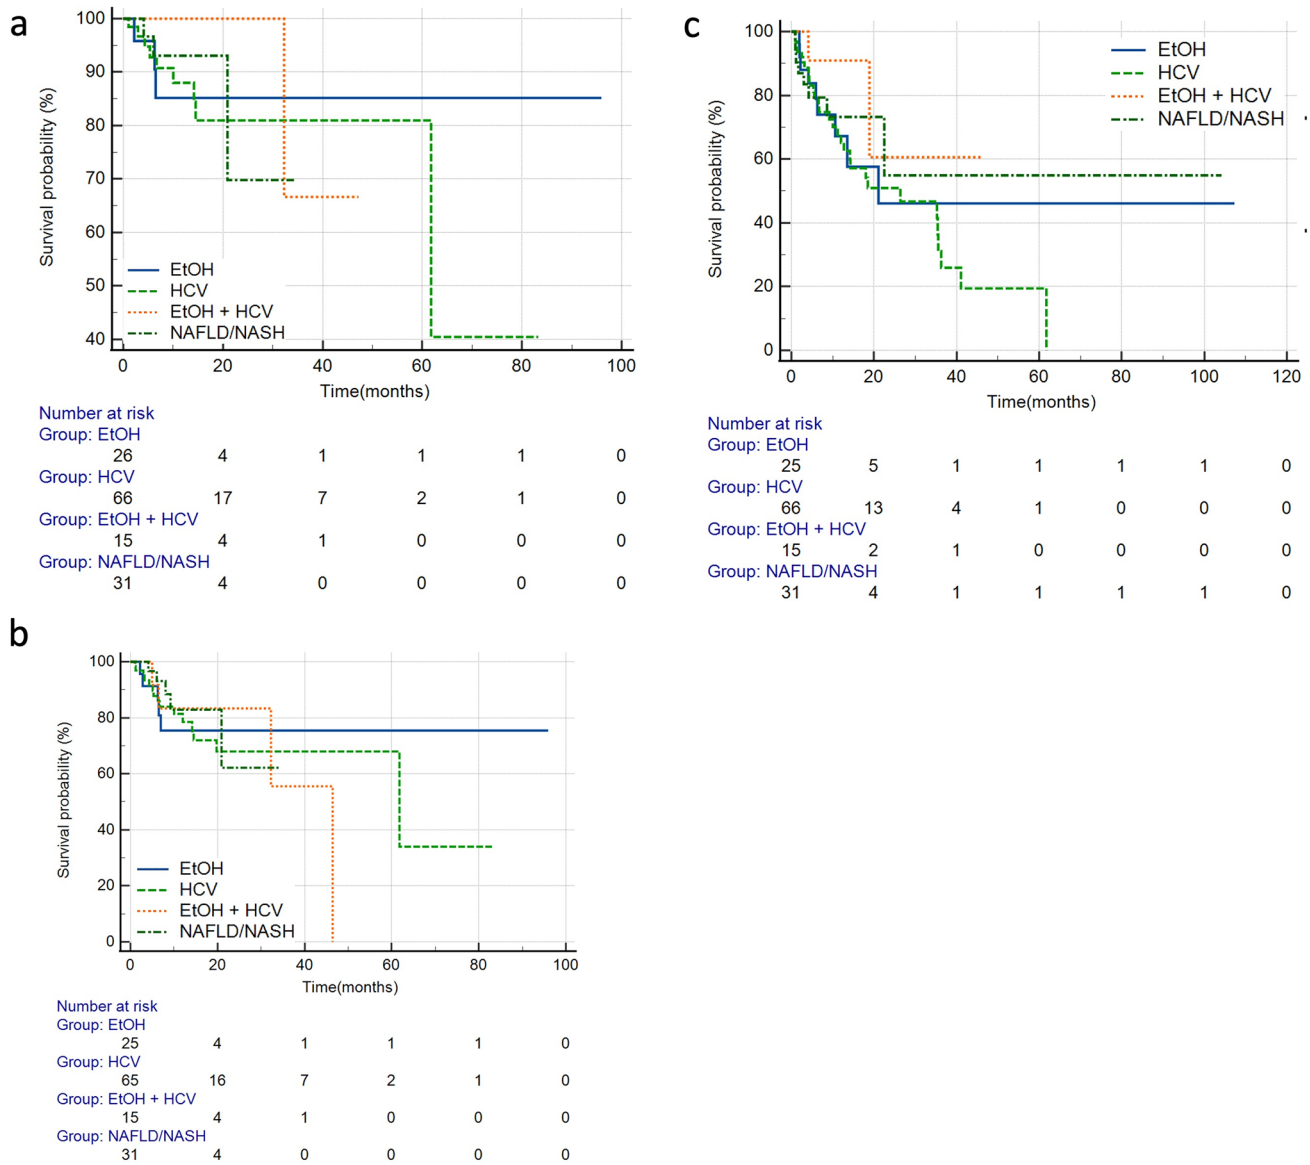 a
100
90
80
70
60
50
40
Survival probability (%)
EtOH
HCV
EtOH + HCV
NAFLD/NASH
0 20 40 60 80 100
Time(months)
Number at risk
Group: EtOH
26 4 1 1 1 0
Group: HCV
66 17 7 2 1 0
Group: EtOH + HCV
15 4 1 0 0 0
Group: NAFLD/NASH
31 4 0 0 0 0
b
100
80
60
40
20
0
Survival probability (%)
EtOH
HCV
EtOH + HCV
NAFLD/NASH
0 20 40 60 80 100
Time(months)
Number at risk
Group: EtOH
25 4 1 1 1 0
Group: HCV
65 16 7 2 1 0
Group: EtOH + HCV
15 4 1 0 0 0
Group: NAFLD/NASH
31 4 0 0 0 0
c
100
80
60
40
20
0
Survival probability (%)
EtOH
HCV
EtOH + HCV
NAFLD/NASH
0 20 40 60 80 100 120
Time(months)
Number at risk
Group: EtOH
25 5 1 1 1 1 0
Group: HCV
66 13 4 1 0 0 0
Group: EtOH + HCV
15 2 1 0 0 0 0
Group: NAFLD/NASH
31 4 1 1 1 1 0